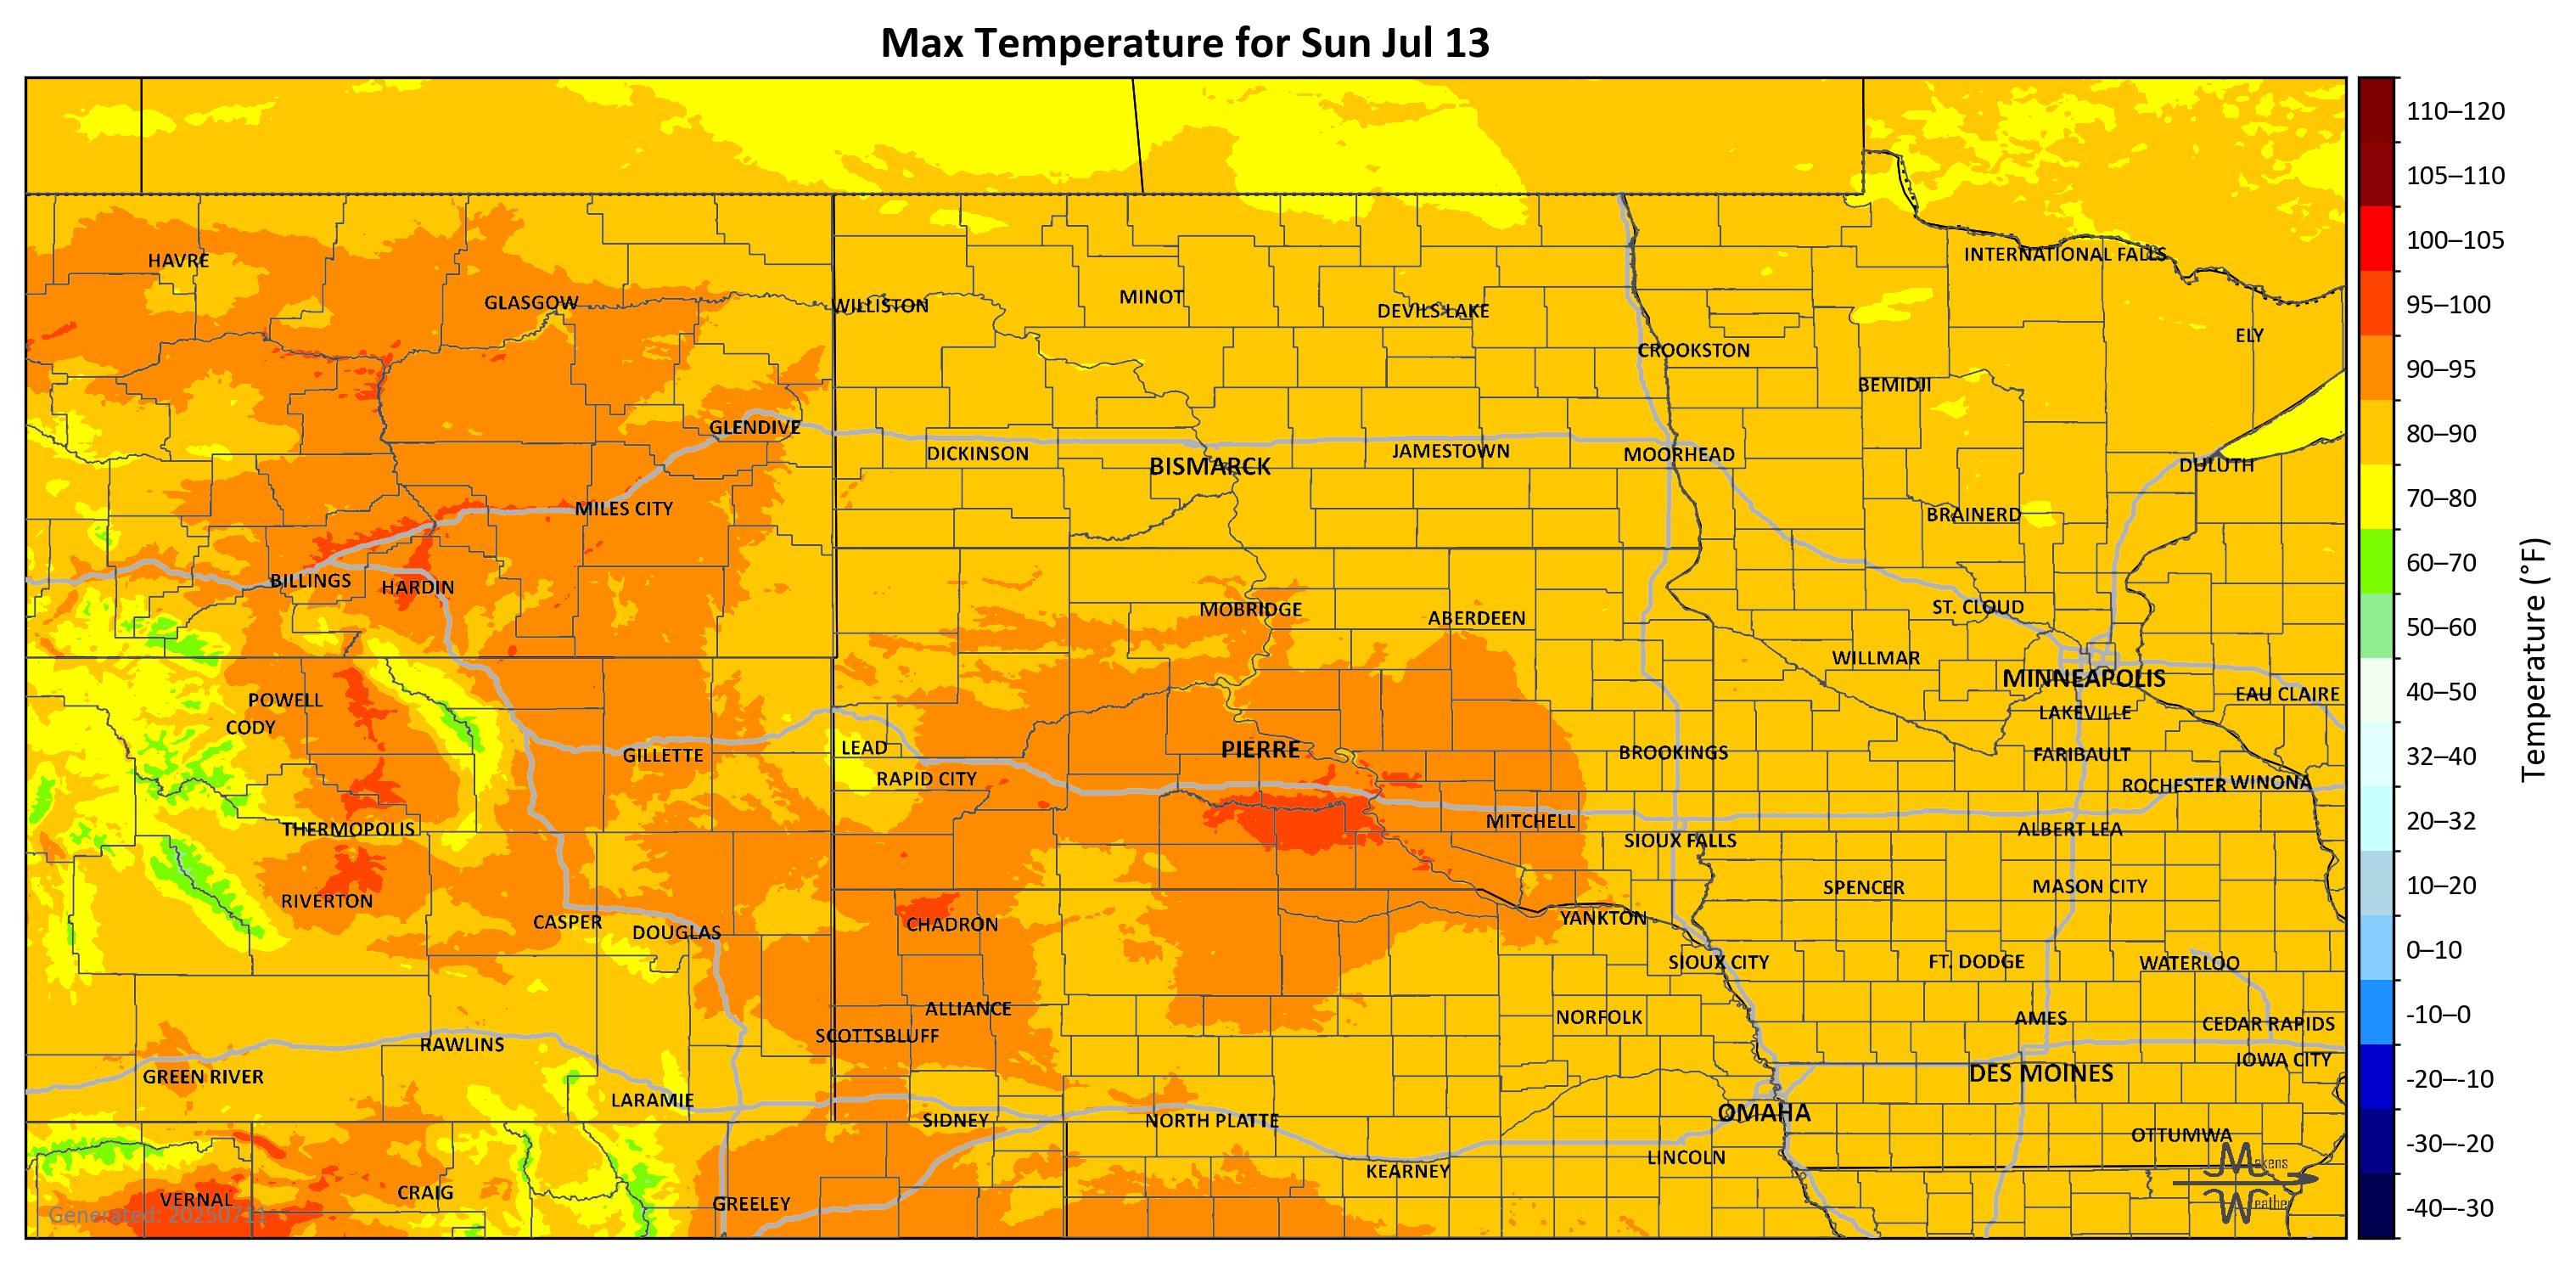 Max Temperature for Sun Jul 13
110–120
105–110
100–105
95–100
90–95
80–90
70–80
60–70
50–60
40–50
32–40
20–32
10–20
0–10
-10–0
-20–-10
-30–-20
-40–-30
Temperature (°F)
HAVRE
INTERNATIONAL FALLS
GLASGOW
WILLISTON
MINOT
DEVILS LAKE
ELY
CROOKSTON
BEMIDJI
GLENDIVE
DICKINSON
BISMARCK
JAMESTOWN
MOORHEAD
DULUTH
MILES CITY
BRAINERD
BILLINGS
HARDIN
MOBRIDGE
ABERDEEN
ST. CLOUD
WILLMAR
MINNEAPOLIS
POWELL
EAU CLAIRE
CODY
LAKEVILLE
GILLETTE
LEAD
PIERRE
BROOKINGS
FARIBAULT
RAPID CITY
ROCHESTER
WINONA
THERMOPOLIS
MITCHELL
SIOUX FALLS
ALBERT LEA
RIVERTON
SPENCER
MASON CITY
CASPER
DOUGLAS
CHADRON
YANKTON
SIOUX CITY
FT. DODGE
WATERLOO
ALLIANCE
NORFOLK
AMES
CEDAR RAPIDS
SCOTTSBLUFF
RAWLINS
IOWA CITY
GREEN RIVER
DES MOINES
LARAMIE
SIDNEY
NORTH PLATTE
OMAHA
OTTUMWA
LINCOLN
KEARNEY
VERNAL
CRAIG
GREELEY
Generated: 20250711
Makens
Weather